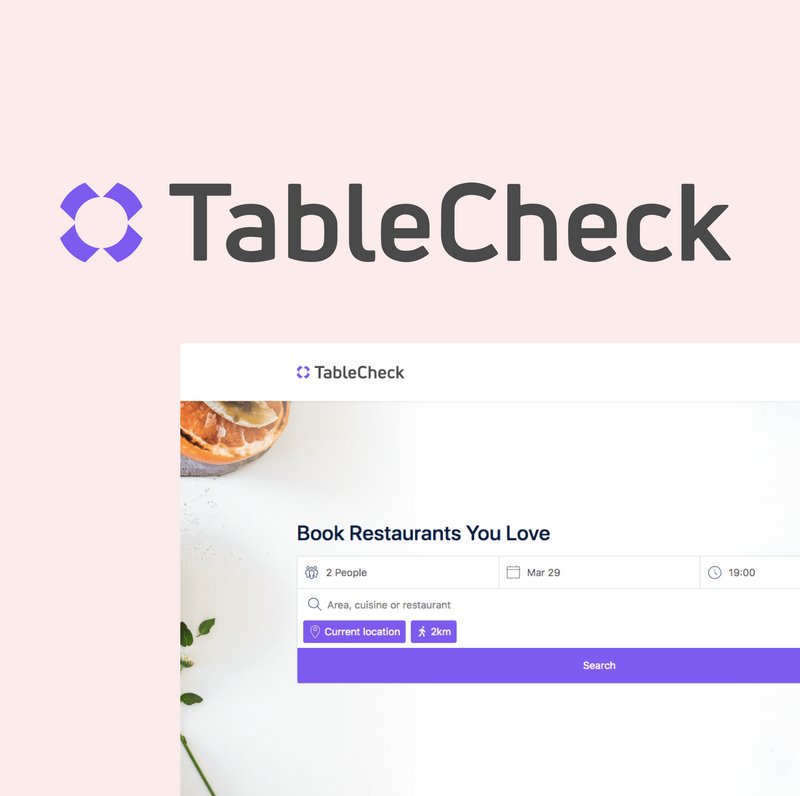 TableCheck
TableCheck
Book Restaurants You Love
2 People Mar 29 19:00
Area, cuisine or restaurant
Current location 2km
Search